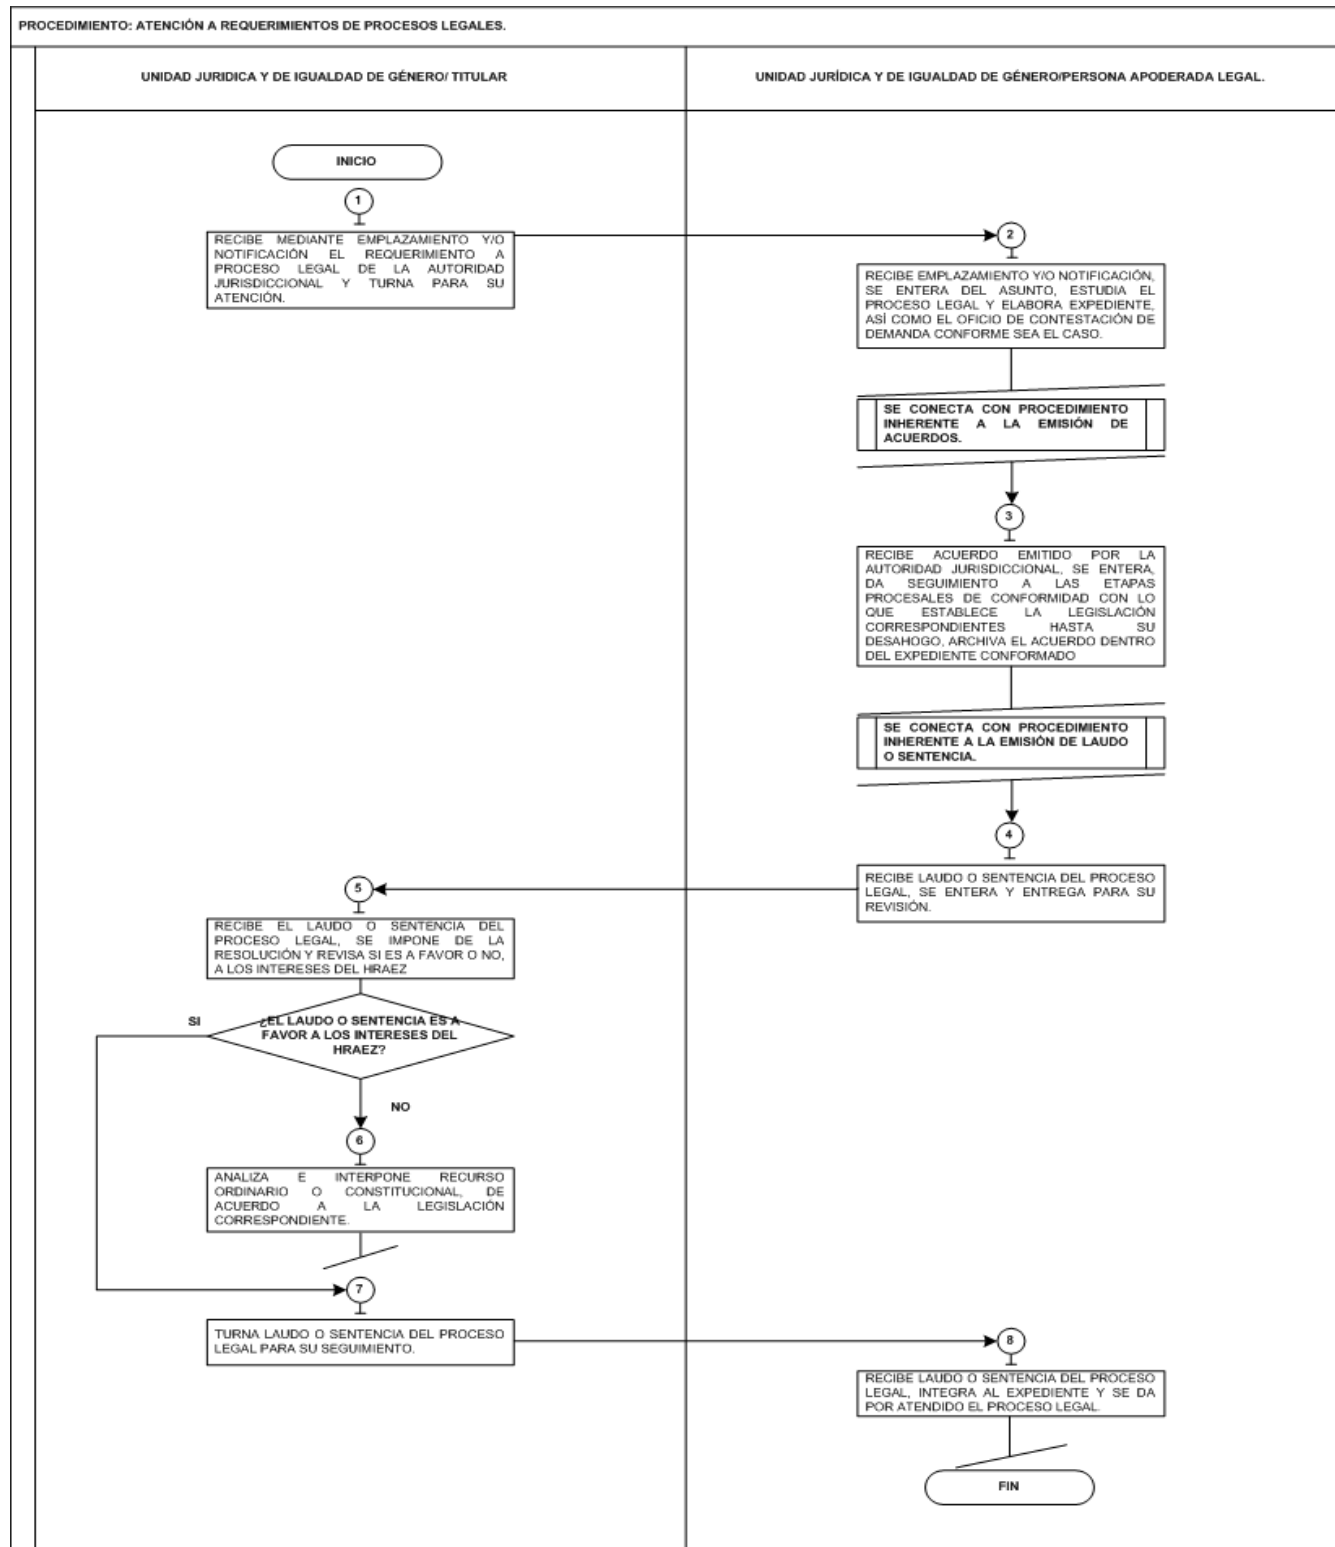 PROCEDIMIENTO: ATENCIÓN A REQUERIMIENTOS DE PROCESOS LEGALES.
UNIDAD JURIDICA Y DE IGUALDAD DE GÉNERO/ TITULAR
UNIDAD JURÍDICA Y DE IGUALDAD DE GÉNERO/PERSONA APODERADA LEGAL.
INICIO
1
RECIBE MEDIANTE EMPLAZAMIENTO Y/O
NOTIFICACIÓN EL REQUERIMIENTO A
PROCESO LEGAL DE LA AUTORIDAD
JURISDICCIONAL Y TURNA PARA SU
ATENCIÓN.
2
RECIBE EMPLAZAMIENTO Y/O NOTIFICACIÓN,
SE ENTERA DEL ASUNTO, ESTUDIA EL
PROCESO LEGAL Y ELABORA EXPEDIENTE,
ASÍ COMO EL OFICIO DE CONTESTACIÓN DE
DEMANDA CONFORME SEA EL CASO.
SE CONECTA CON PROCEDIMIENTO
INHERENTE A LA EMISIÓN DE
ACUERDOS.
3
RECIBE ACUERDO EMITIDO POR LA
AUTORIDAD JURISDICCIONAL, SE ENTERA,
DA SEGUIMIENTO A LAS ETAPAS
PROCESALES DE CONFORMIDAD CON LO
QUE ESTABLECE LA LEGISLACIÓN
CORRESPONDIENTES HASTA SU
DESAHOGO, ARCHIVA EL ACUERDO DENTRO
DEL EXPEDIENTE CONFORMADO
SE CONECTA CON PROCEDIMIENTO
INHERENTE A LA EMISIÓN DE LAUDO
O SENTENCIA.
4
RECIBE LAUDO O SENTENCIA DEL PROCESO
LEGAL, SE ENTERA Y ENTREGA PARA SU
REVISIÓN.
5
RECIBE EL LAUDO O SENTENCIA DEL
PROCESO LEGAL, SE IMPONE DE LA
RESOLUCIÓN Y REVISA SI ES A FAVOR O NO,
A LOS INTERESES DEL HRAEZ
SI
¿EL LAUDO O SENTENCIA ES A
FAVOR A LOS INTERESES DEL
HRAEZ?
NO
6
ANALIZA E INTERPONE RECURSO
ORDINARIO O CONSTITUCIONAL, DE
ACUERDO A LA LEGISLACIÓN
CORRESPONDIENTE.
7
TURNA LAUDO O SENTENCIA DEL PROCESO
LEGAL PARA SU SEGUIMIENTO.
8
RECIBE LAUDO O SENTENCIA DEL PROCESO
LEGAL, INTEGRA AL EXPEDIENTE Y SE DA
POR ATENDIDO EL PROCESO LEGAL.
FIN